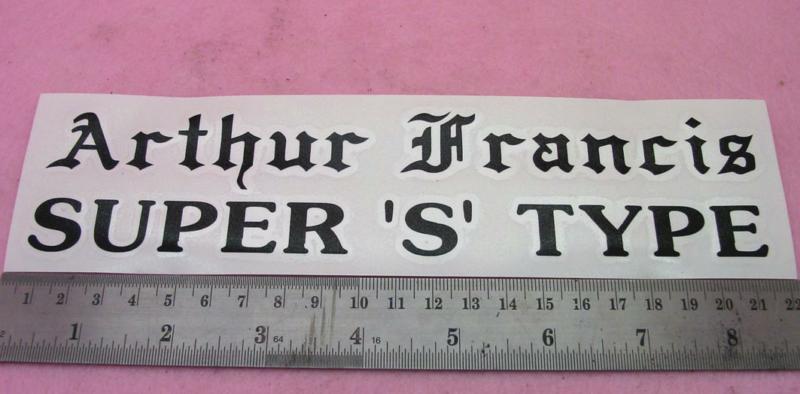 Arthur Francis
SUPER 'S' TYPE
1 2 3 4 5 6 7 8 9 10 11 12 13 14 15 16 17 18 19 20 21 22
1 2 3 64 4 16 5 6 7 8